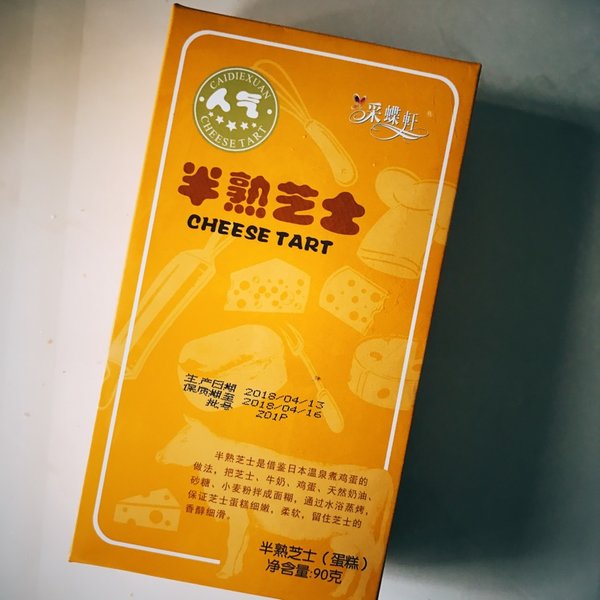 CAIDIEXUAN
人气
CHEESE TART
采蝶轩
半熟芝士
CHEESE TART
生产日期 2018/04/13
保质期至 2018/04/16
批号 201P
半熟芝士是借鉴日本温泉煮鸡蛋的
做法，把芝士、牛奶、鸡蛋、天然奶油、
砂糖、小麦粉拌成面糊，通过水浴蒸烤，
保证芝士蛋糕细嫩，柔软，留住芝士的
香醇细滑。
半熟芝士（蛋糕）
净含量:90克